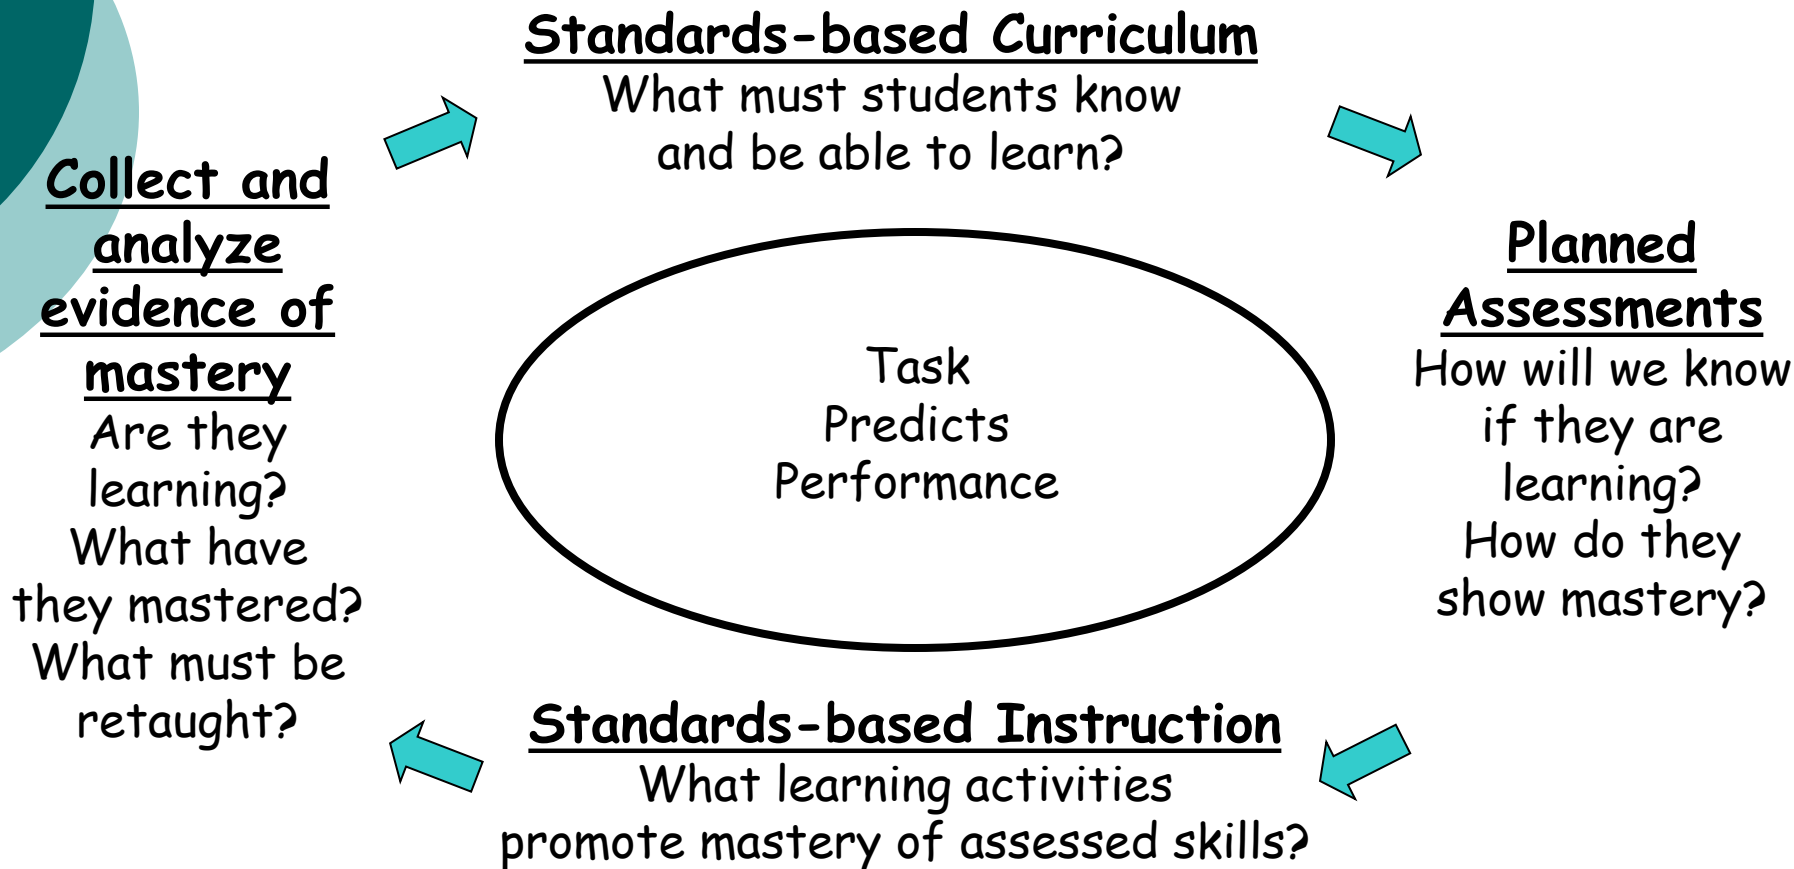 Standards-based Curriculum
What must students know
and be able to learn?
Collect and
analyze
evidence of
mastery
Are they
learning?
What have
they mastered?
What must be
retaught?
Task
Predicts
Performance
Planned
Assessments
How will we know
if they are
learning?
How do they
show mastery?
Standards-based Instruction
What learning activities
promote mastery of assessed skills?